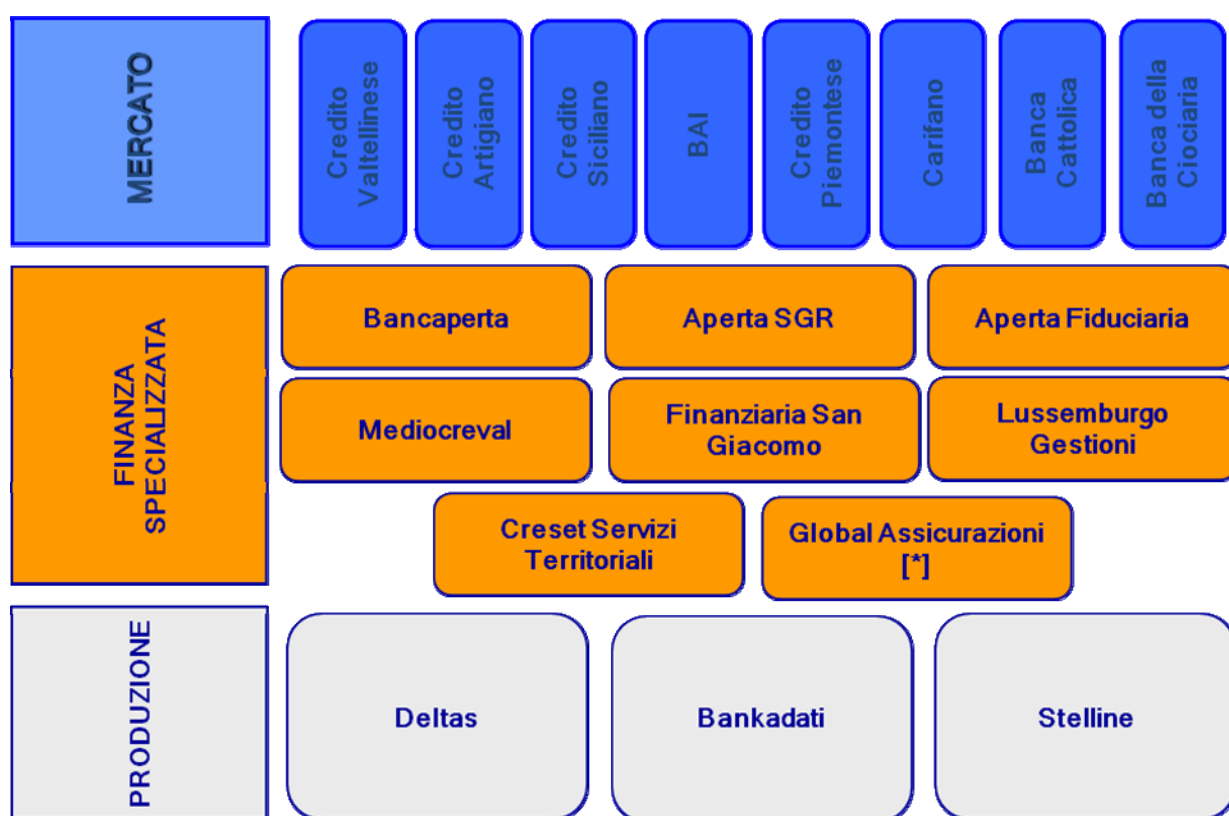 MERCATO
Credito
Valtellinese
Credito
Artigiano
Credito
Siciliano
BAI
Credito
Piemontese
Carifano
Banca
Cattolica
Banca della
Ciociaria
FINANZA
SPECIALIZZATA
Bancaperta
Aperta SGR
Aperta Fiduciaria
Mediocreval
Finanziaria San
Giacomo
Lussemburgo
Gestioni
Creset Servizi
Territoriali
Global Assicurazioni
[*]
PRODUZIONE
Deltas
Bankadati
Stelline